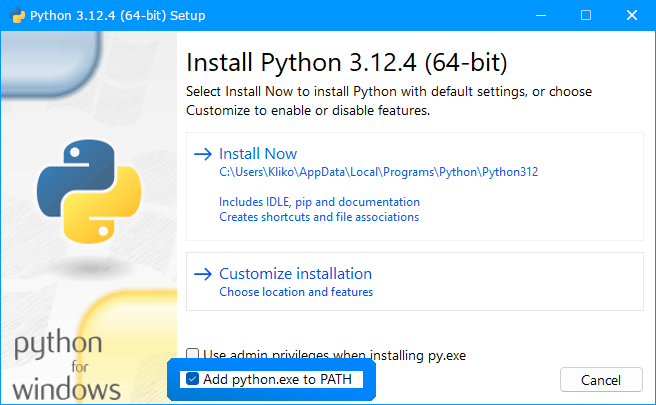 Python 3.12.4 (64-bit) Setup
Install Python 3.12.4 (64-bit)
Select Install Now to install Python with default settings, or choose
Customize to enable or disable features.
Install Now
C:\Users\Kliko\AppData\Local\Programs\Python\Python312
Includes IDLE, pip and documentation
Creates shortcuts and file associations
Customize installation
Choose location and features
Use admin privileges when installing py.exe
Add python.exe to PATH
Cancel
python
for
windows